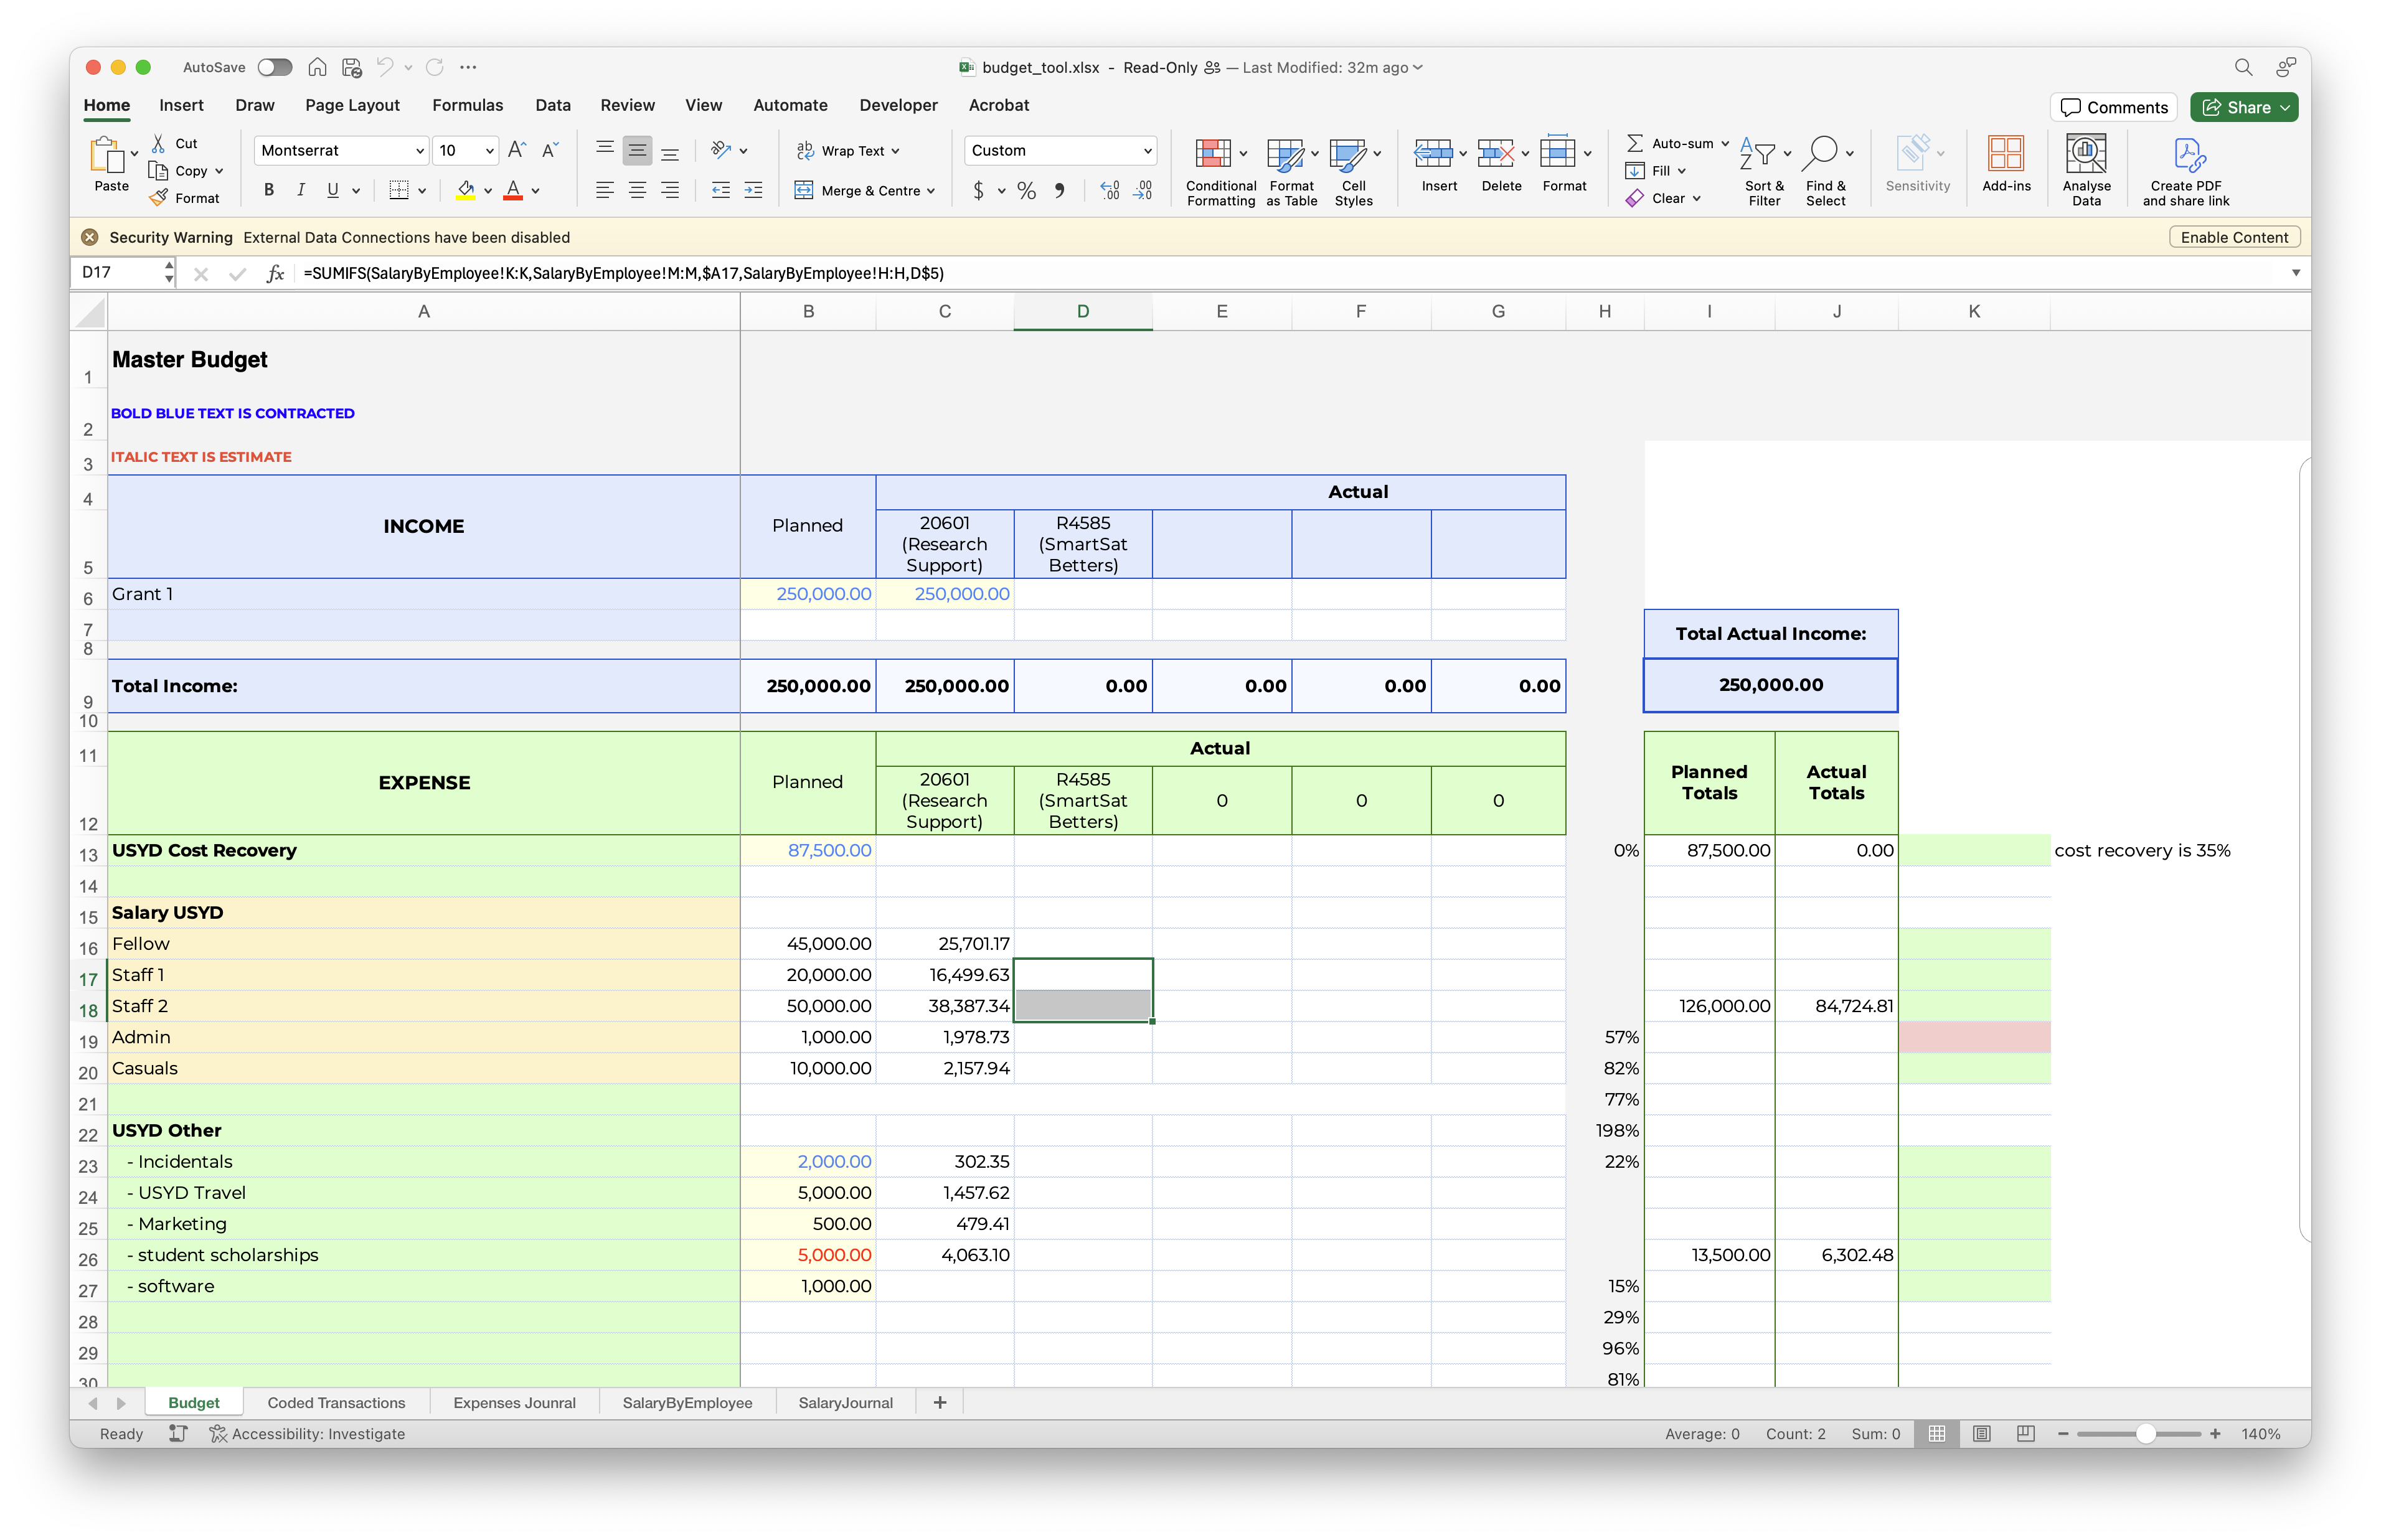 AutoSave
budget_tool.xlsx - Read-Only — Last Modified: 32m ago
Home Insert Draw Page Layout Formulas Data Review View Automate Developer Acrobat
Comments Share
Paste
Cut
Copy
Format
Montserrat 10
B I U
Wrap Text
Merge & Centre
Custom
Conditional Formatting
Format as Table
Cell Styles
Insert
Delete
Format
Auto-sum
Fill
Clear
Sort & Filter
Find & Select
Sensitivity
Add-ins
Analyse Data
Create PDF and share link
Security Warning External Data Connections have been disabled
Enable Content
D17 fx =SUMIFS(SalaryByEmployee!K:K,SalaryByEmployee!M:M,$A17,SalaryByEmployee!H:H,D$5)
A B C D E F G H I J K
1 Master Budget
2 BOLD BLUE TEXT IS CONTRACTED
3 ITALIC TEXT IS ESTIMATE
4 Actual
5 INCOME Planned 20601 (Research Support) R4585 (SmartSat Betters)
6 Grant 1 250,000.00 250,000.00
7 Total Actual Income:
8
9 Total Income: 250,000.00 250,000.00 0.00 0.00 0.00 0.00 250,000.00
10
11 Actual
12 EXPENSE Planned 20601 (Research Support) R4585 (SmartSat Betters) 0 0 0 Planned Totals Actual Totals
13 USYD Cost Recovery 87,500.00 0% 87,500.00 0.00 cost recovery is 35%
14
15 Salary USYD
16 Fellow 45,000.00 25,701.17
17 Staff 1 20,000.00 16,499.63
18 Staff 2 50,000.00 38,387.34 126,000.00 84,724.81
19 Admin 1,000.00 1,978.73 57%
20 Casuals 10,000.00 2,157.94 82%
21 77%
22 USYD Other 198%
23 - Incidentals 2,000.00 302.35 22%
24 - USYD Travel 5,000.00 1,457.62
25 - Marketing 500.00 479.41
26 - student scholarships 5,000.00 4,063.10 13,500.00 6,302.48
27 - software 1,000.00 15%
28 29%
29 96%
30 81%
Budget Coded Transactions Expenses Jounral SalaryByEmployee SalaryJournal +
Ready Accessibility: Investigate Average: 0 Count: 2 Sum: 0 140%